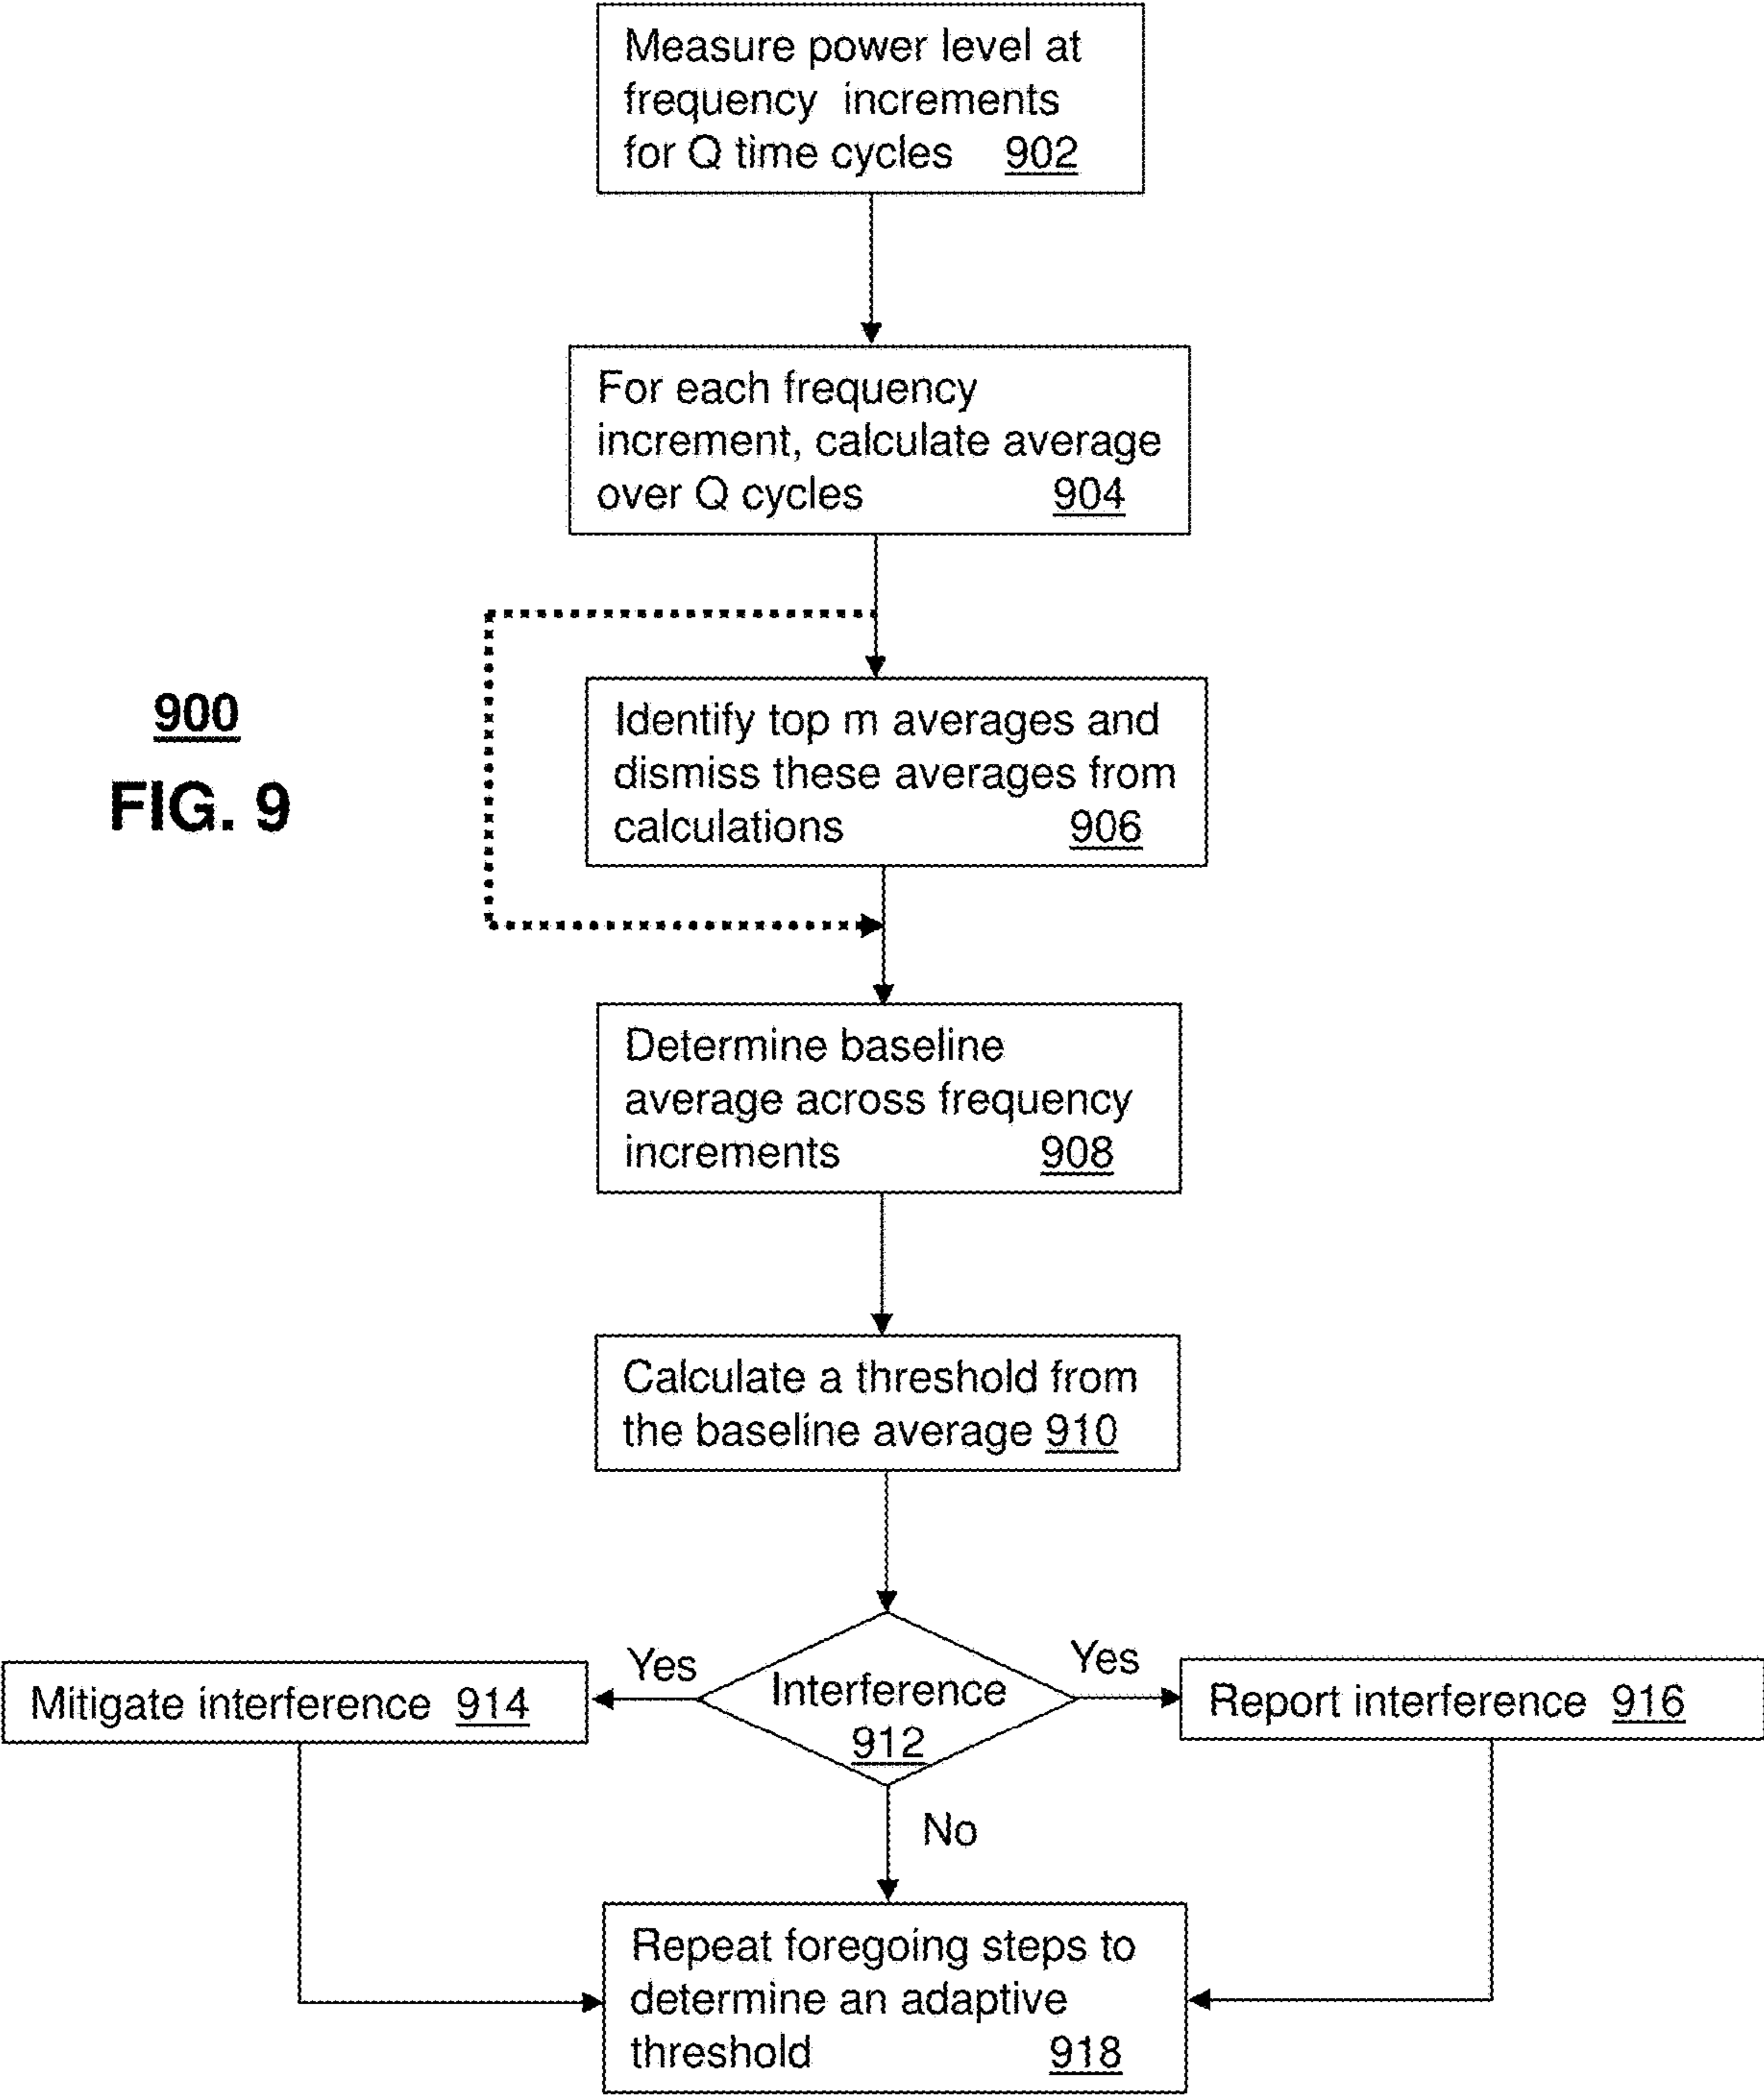 Measure power level at
frequency increments
for Q time cycles 902
For each frequency
increment, calculate average
over Q cycles 904
900
FIG. 9
Identify top m averages and
dismiss these averages from
calculations 906
Determine baseline
average across frequency
increments 908
Calculate a threshold from
the baseline average 910
Yes
Yes
Mitigate interference 914
Interference
912
Report interference 916
No
Repeat foregoing steps to
determine an adaptive
threshold 918